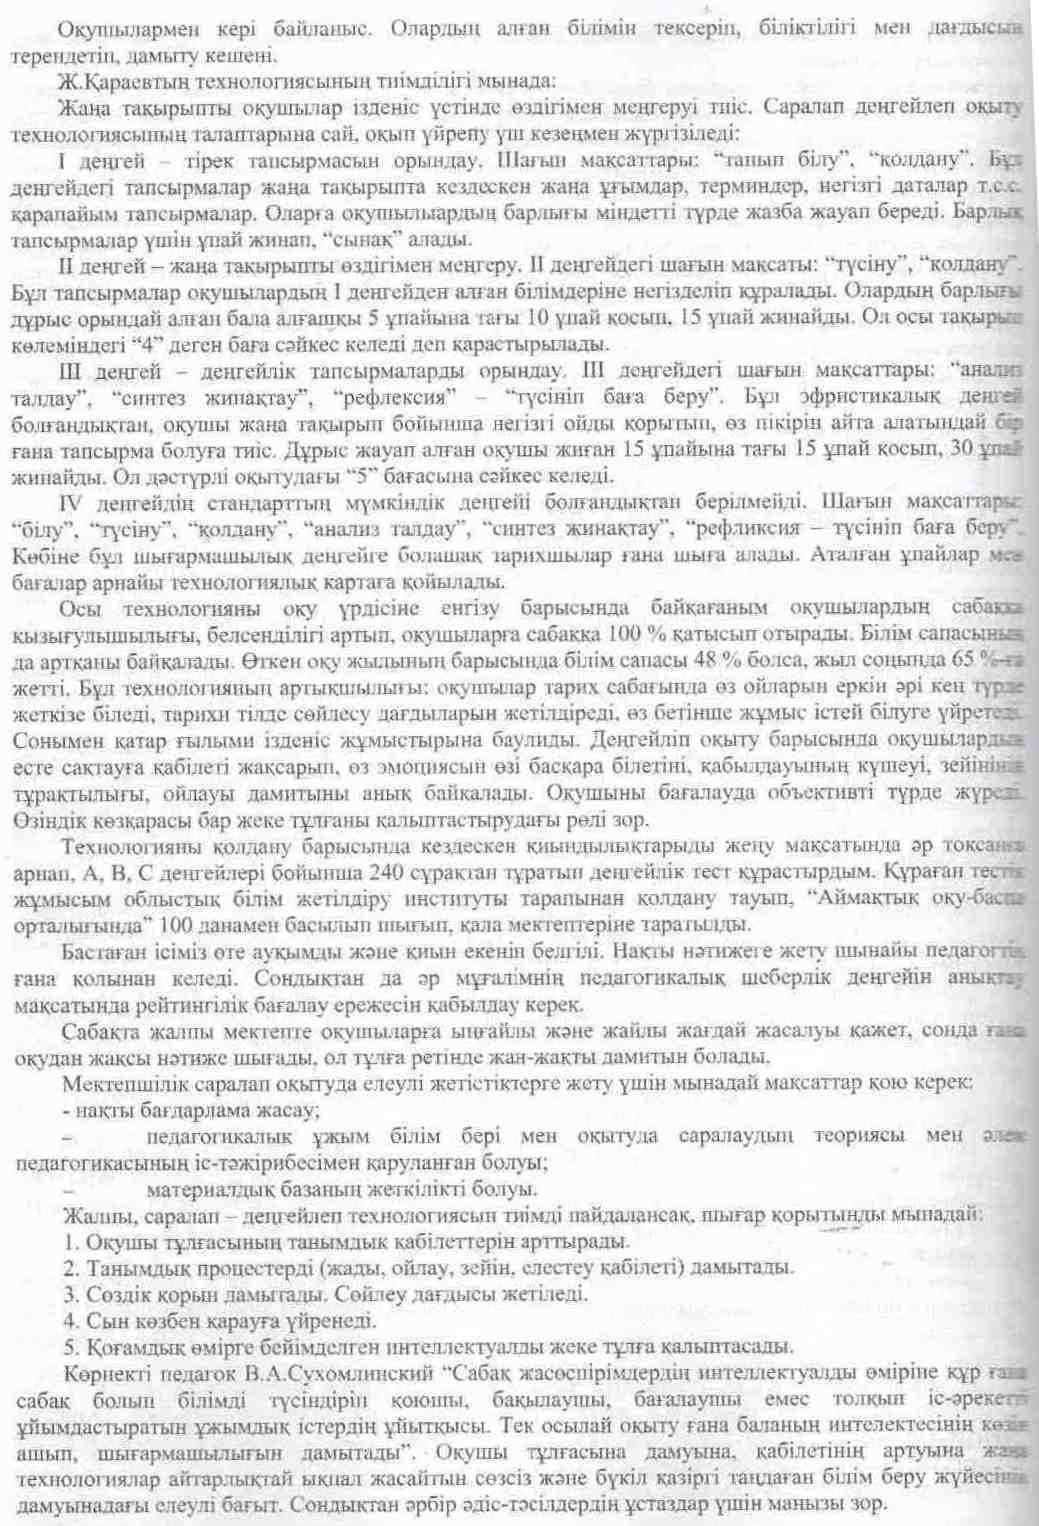 Оқушылармен кері байланыс. Олардың алған білімін тексеріп, біліктілігі мен дағдысын
терендетіп, дамыту кешені.
Ж.Қараевтың технологиясының тиімділігі мынада:
Жаңа тақырыпты оқушылар ізденіс үстінде өздігімен меңгеруі тиіс. Саралап деңгейлеп оқыту
технологиясының талаптарына сай, оқып үйрену үш кезеңмен жүргізіледі:
І деңгей – тірек тапсырмасын орындау. Шағын мақсаттары: “танып білу”, “қолдану”. Бұл
деңгейдегі тапсырмалар жаңа тақырыпта кездескен жаңа ұғымдар, терминдер, негізгі даталар т.с.с.
қарапайым тапсырмалар. Оларға оқушылыардың барлығы міндетті түрде жазба жауап береді. Барлық
тапсырмалар үшін ұпай жинап, “сынақ” алады.
ІІ деңгей – жаңа тақырыпты өздігімен меңгеру. ІІ деңгейдегі шағын мақсаты: “түсіну”, “қолдану”.
Бұл тапсырмалар оқушылардың І деңгейден алған білімдеріне негізделіп құралады. Олардың барлығы
дұрыс орындай алған бала алғашқы 5 ұпайына тағы 10 ұпай қосып, 15 ұпай жинайды. Ол осы тақырып
көлеміндегі “4” деген баға сәйкес келеді деп қарастырылады.
ІІІ деңгей – деңгейлік тапсырмаларды орындау. ІІІ деңгейдегі шағын мақсаттары: “анализ
талдау”, “синтез жинақтау”, “рефлексия” – “түсініп баға беру”. Бұл эфристикалық деңгей
болғандықтан, оқушы жаңа тақырып бойынша негізгі ойды қорытып, өз пікірін айта алатындай бір
ғана тапсырма болуға тиіс. Дұрыс жауап алған оқушы жиған 15 ұпайына тағы 15 ұпай қосып, 30 ұпай
жинайды. Ол дәстүрлі оқытудағы “5” бағасына сәйкес келеді.
IV деңгейдің стандарттың мүмкіндік деңгейі болғандықтан берілмейді. Шағын мақсаттары:
“білу”, “түсіну”, “қолдану”, “анализ талдау”, “синтез жинақтау”, “рефликсия – түсініп баға беру”.
Көбіне бұл шығармашылық деңгейге болашақ тарихшылар ғана шыға алады. Аталған ұпайлар мен
бағалар арнайы технологиялық картаға қойылады.
Осы технологияны оқу үрдісіне енгізу барысында байқағаным оқушылардың сабаққа
қызығулышылығы, белсенділігі артып, оқушыларға сабаққа 100 % қатысып отырады. Білім сапасының
да артқаны байқалады. Өткен оқу жылының барысында білім сапасы 48 % болса, жыл соңында 65 %-ға
жетті. Бұл технологияның артықшылығы: оқушылар тарих сабағында өз ойларын еркін әрі кең түрде
жеткізе біледі, тарихи тілде сөйлесу дағдыларын жетілдіреді, өз бетінше жұмыс істей білуге үйретеді.
Сонымен қатар ғылыми ізденіс жұмыстырына баулиды. Деңгейліп оқыту барысында оқушылардың
есте сақтауға қабілеті жақсарып, өз эмоциясын өзі басқара білетіні, қабылдауының күшеуі, зейінінің
тұрақтылығы, ойлауы дамитыны анық байқалады. Оқушыны бағалауда объективті түрде жүреді.
Өзіндік көзқарасы бар жеке тұлғаны қалыптастырудағы рөлі зор.
Технологияны қолдану барысында кездескен қиындылықтарыды жеңу мақсатында әр тоқсанға
арнап, А, В, С деңгейлері бойынша 240 сұрақтан тұратын деңгейлік тест құрастырдым. Құраған тестік
жұмысым облыстық білім жетілдіру институты тарапынан қолдану тауып, “Аймақтық оқу-баспа
орталығында” 100 данамен басылып шығып, қала мектептеріне таратылды.
Бастаған ісіміз өте ауқымды және қиын екенін белгілі. Нақты нәтижеге жету шынайы педагогтің
ғана қолынан келеді. Сондықтан да әр мұғалімнің педагогикалық шеберлік деңгейін анықтау
мақсатында рейтингілік бағалау ережесін қабылдау керек.
Сабақта жалпы мектепте оқушыларға ыңғайлы және жайлы жағдай жасалуы қажет, сонда ғана
оқудан жақсы нәтиже шығады, ол тұлға ретінде жан-жақты дамитын болады.
Мектепшілік саралап оқытуда елеулі жетістіктерге жету үшін мынадай мақсаттар қою керек:
- нақты бағдарлама жасау;
– педагогикалық ұжым білім бері мен оқытуда саралаудың теориясы мен әлем
педагогикасының іс-тәжірибесімен қаруланған болуы;
– материалдық базаның жеткілікті болуы.
Жалпы, саралап – деңгейлеп технологиясын тиімді пайдалансақ, шығар қорытынды мынадай:
1. Оқушы тұлғасының танымдық қабілеттерін арттырады.
2. Танымдық процестерді (жады, ойлау, зейін, елестеу қабілеті) дамытады.
3. Сөздік қорын дамытады. Сөйлеу дағдысы жетіледі.
4. Сын көзбен қарауға үйренеді.
5. Қоғамдық өмірге бейімделген интеллектуалды жеке тұлға қалыптасады.
Көрнекті педагок В.А.Сухомлинский “Сабақ жасөспірімдердің интеллектуалды өміріне құр ғана
сабақ болып білімді түсіндіріп қоюшы, бақылаушы, бағалаушы емес толқын іс-әрекетті
ұйымдастыратын ұжымдық істердің ұйытқысы. Тек осылай оқыту ғана баланың интелектесінің көзін
ашып, шығармашылығын дамытады”. Оқушы тұлғасына дамуына, қабілетінің артуына жаңа
технологиялар айтарлықтай ықпал жасайтын сөзсіз және бүкіл қазіргі таңдаған білім беру жүйесінің
дамуынадағы елеулі бағыт. Сондықтан әрбір әдіс-тәсілдердің ұстаздар үшін маңызы зор.